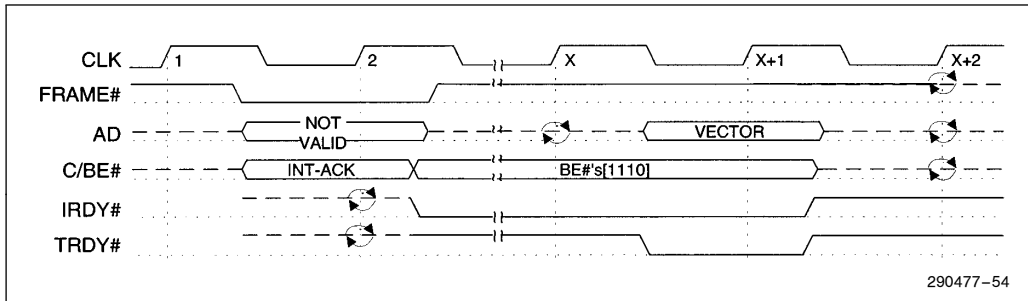 CLK 1 2 X X+1 X+2
FRAME#
AD NOT VALID VECTOR
C/BE# INT-ACK BE#'s[1110]
IRDY#
TRDY#
290477-54